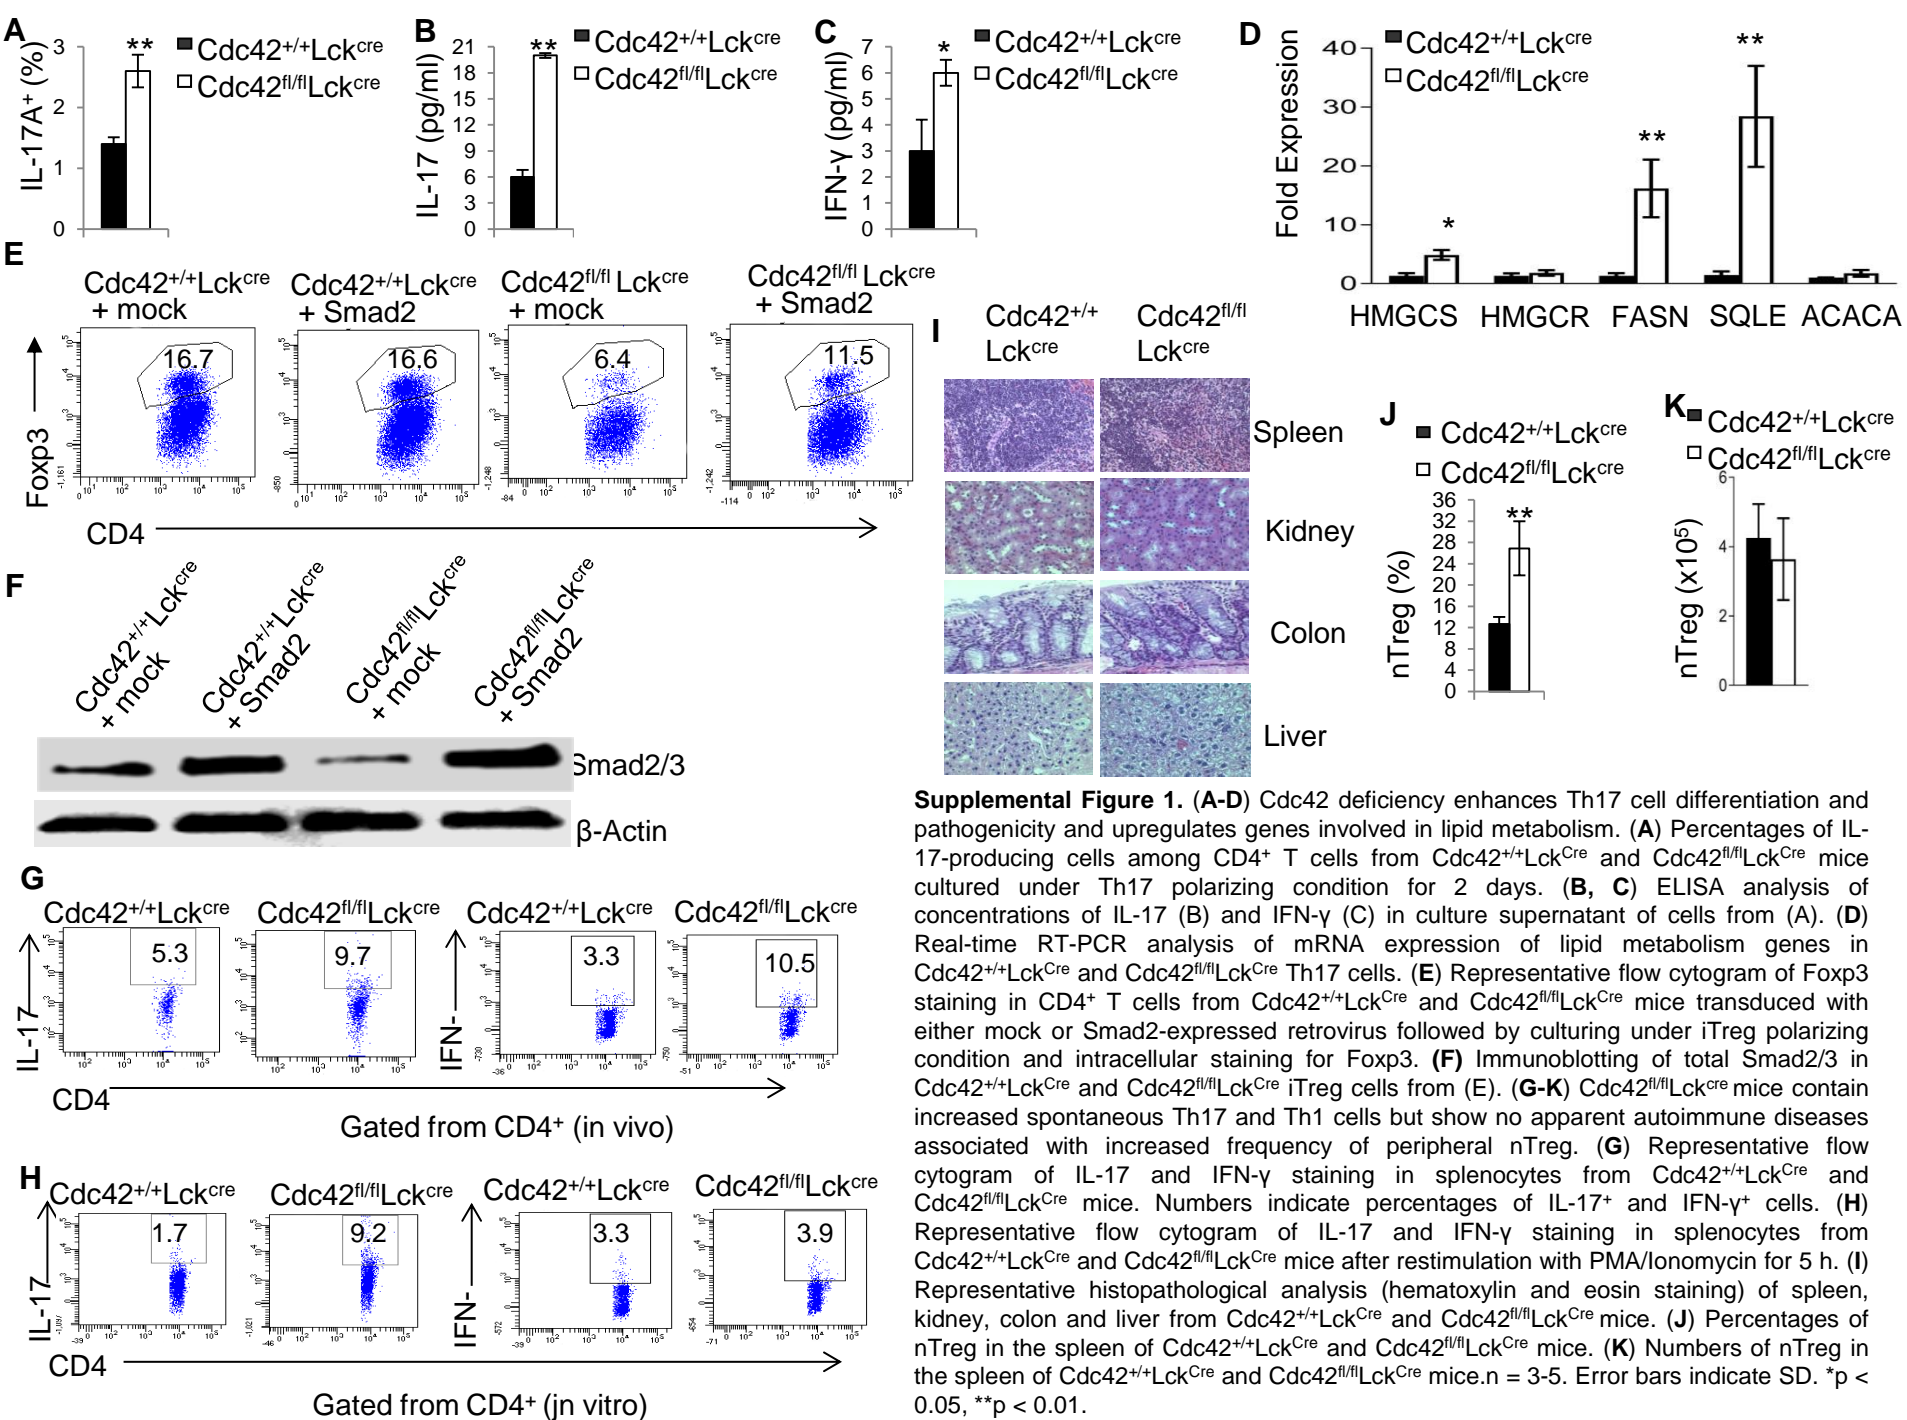 A
IL-17A+ (%)
3
2
1
0
**
Cdc42+/+Lckcre
Cdc42fl/flLckcre
B
IL-17 (pg/ml)
21
18
15
12
9
6
3
0
**
Cdc42+/+Lckcre
Cdc42fl/flLckcre
C
IFN-γ (pg/ml)
7
6
5
4
3
2
1
0
*
Cdc42+/+Lckcre
Cdc42fl/flLckcre
D
Fold Expression
40
30
20
10
0
Cdc42+/+Lckcre
Cdc42fl/flLckcre
*
**
**
HMGCS HMGCR FASN SQLE ACACA
E
Cdc42+/+Lckcre
+ mock
Cdc42+/+Lckcre
+ Smad2
Cdc42fl/fl Lckcre
+ mock
Cdc42fl/fl Lckcre
+ Smad2
16.7
16.6
6.4
11.5
Foxp3
CD4
F
Cdc42+/+Lckcre
+ mock
Cdc42+/+Lckcre
+ Smad2
Cdc42fl/flLckcre
+ mock
Cdc42fl/flLckcre
+ Smad2
Smad2/3
β-Actin
G
Cdc42+/+Lckcre
Cdc42fl/flLckcre
Cdc42+/+Lckcre
Cdc42fl/flLckcre
IL-17
5.3
9.7
IFN-
3.3
10.5
CD4
Gated from CD4+ (in vivo)
H
Cdc42+/+Lckcre
Cdc42fl/flLckcre
Cdc42+/+Lckcre
Cdc42fl/flLckcre
IL-17
1.7
9.2
IFN-
3.3
3.9
CD4
Gated from CD4+ (jn vitro)
I
Cdc42+/+
Lckcre
Cdc42fl/fl
Lckcre
Spleen
Kidney
Colon
Liver
J
Cdc42+/+Lckcre
Cdc42fl/flLckcre
nTreg (%)
36
32
28
24
20
16
12
8
4
0
**
K
Cdc42+/+Lckcre
Cdc42fl/flLckcre
nTreg (x105)
6
4
2
0
Supplemental Figure 1. (A-D) Cdc42 deficiency enhances Th17 cell differentiation and
pathogenicity and upregulates genes involved in lipid metabolism. (A) Percentages of IL-
17-producing cells among CD4+ T cells from Cdc42+/+LckCre and Cdc42fl/flLckCre mice
cultured under Th17 polarizing condition for 2 days. (B, C) ELISA analysis of
concentrations of IL-17 (B) and IFN-γ (C) in culture supernatant of cells from (A). (D)
Real-time RT-PCR analysis of mRNA expression of lipid metabolism genes in
Cdc42+/+LckCre and Cdc42fl/flLckCre Th17 cells. (E) Representative flow cytogram of Foxp3
staining in CD4+ T cells from Cdc42+/+LckCre and Cdc42fl/flLckCre mice transduced with
either mock or Smad2-expressed retrovirus followed by culturing under iTreg polarizing
condition and intracellular staining for Foxp3. (F) Immunoblotting of total Smad2/3 in
Cdc42+/+LckCre and Cdc42fl/flLckCre iTreg cells from (E). (G-K) Cdc42fl/flLckcre mice contain
increased spontaneous Th17 and Th1 cells but show no apparent autoimmune diseases
associated with increased frequency of peripheral nTreg. (G) Representative flow
cytogram of IL-17 and IFN-γ staining in splenocytes from Cdc42+/+LckCre and
Cdc42fl/flLckCre mice. Numbers indicate percentages of IL-17+ and IFN-γ+ cells. (H)
Representative flow cytogram of IL-17 and IFN-γ staining in splenocytes from
Cdc42+/+LckCre and Cdc42fl/flLckCre mice after restimulation with PMA/Ionomycin for 5 h. (I)
Representative histopathological analysis (hematoxylin and eosin staining) of spleen,
kidney, colon and liver from Cdc42+/+LckCre and Cdc42fl/flLckCre mice. (J) Percentages of
nTreg in the spleen of Cdc42+/+LckCre and Cdc42fl/flLckCre mice. (K) Numbers of nTreg in
the spleen of Cdc42+/+LckCre and Cdc42fl/flLckCre mice.n = 3-5. Error bars indicate SD. *p <
0.05, **p < 0.01.